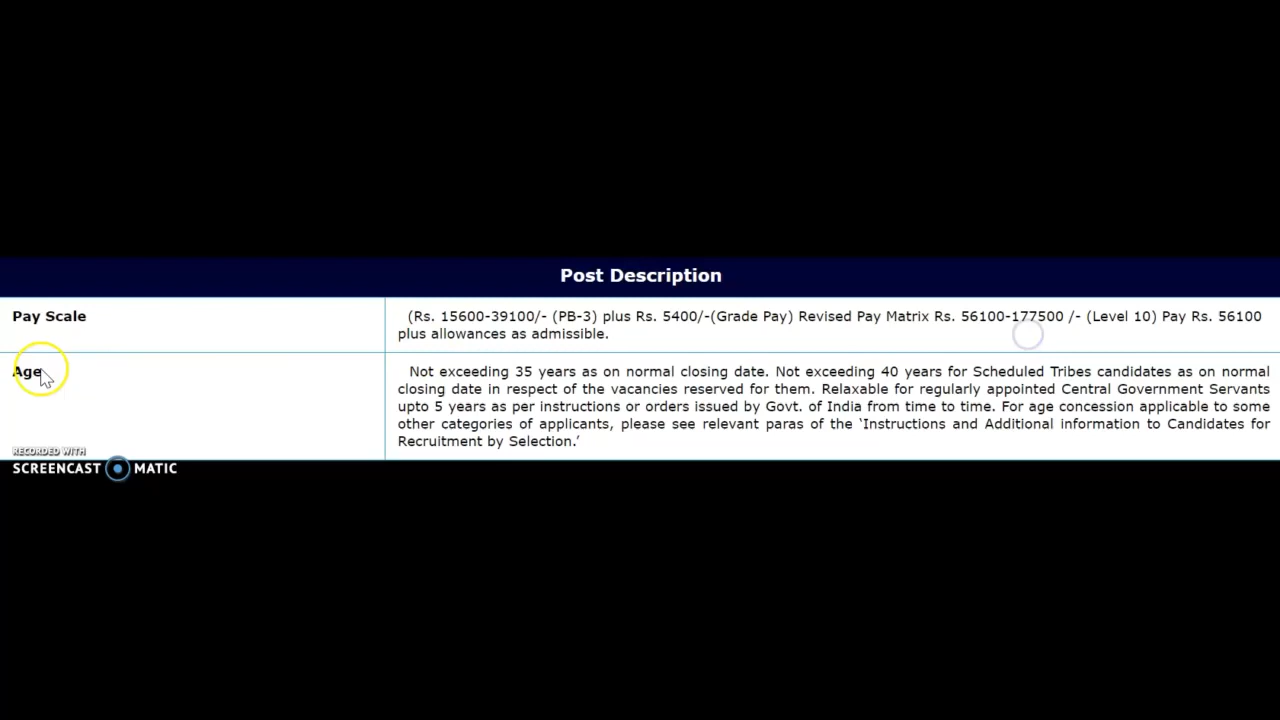 Post Description
Pay Scale
(Rs. 15600-39100/- (PB-3) plus Rs. 5400/-(Grade Pay) Revised Pay Matrix Rs. 56100-177500 /- (Level 10) Pay Rs. 56100
plus allowances as admissible.
Age
Not exceeding 35 years as on normal closing date. Not exceeding 40 years for Scheduled Tribes candidates as on normal
closing date in respect of the vacancies reserved for them. Relaxable for regularly appointed Central Government Servants
upto 5 years as per instructions or orders issued by Govt. of India from time to time. For age concession applicable to some
other categories of applicants, please see relevant paras of the ‘Instructions and Additional information to Candidates for
Recruitment by Selection.’
RECORDED WITH
SCREENCAST MATIC